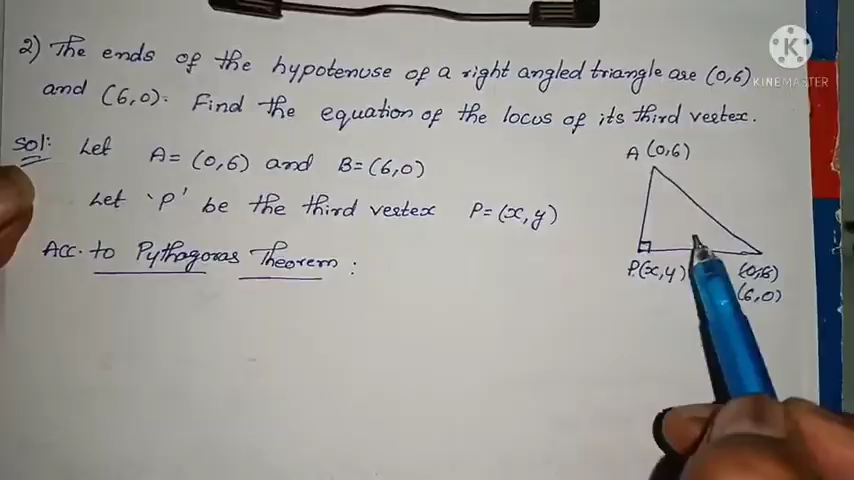 2) The ends of the hypotenuse of a right angled triangle are (0,6)
and (6,0). Find the equation of the locus of its third vertex.
Sol: Let A = (0,6) and B = (6,0)
Let 'P' be the third vertex P = (x, y)
Acc. to Pythagoras Theorem :
A (0,6)
P(x,y)
(0,6)
(6,0)
K
KINEMASTER